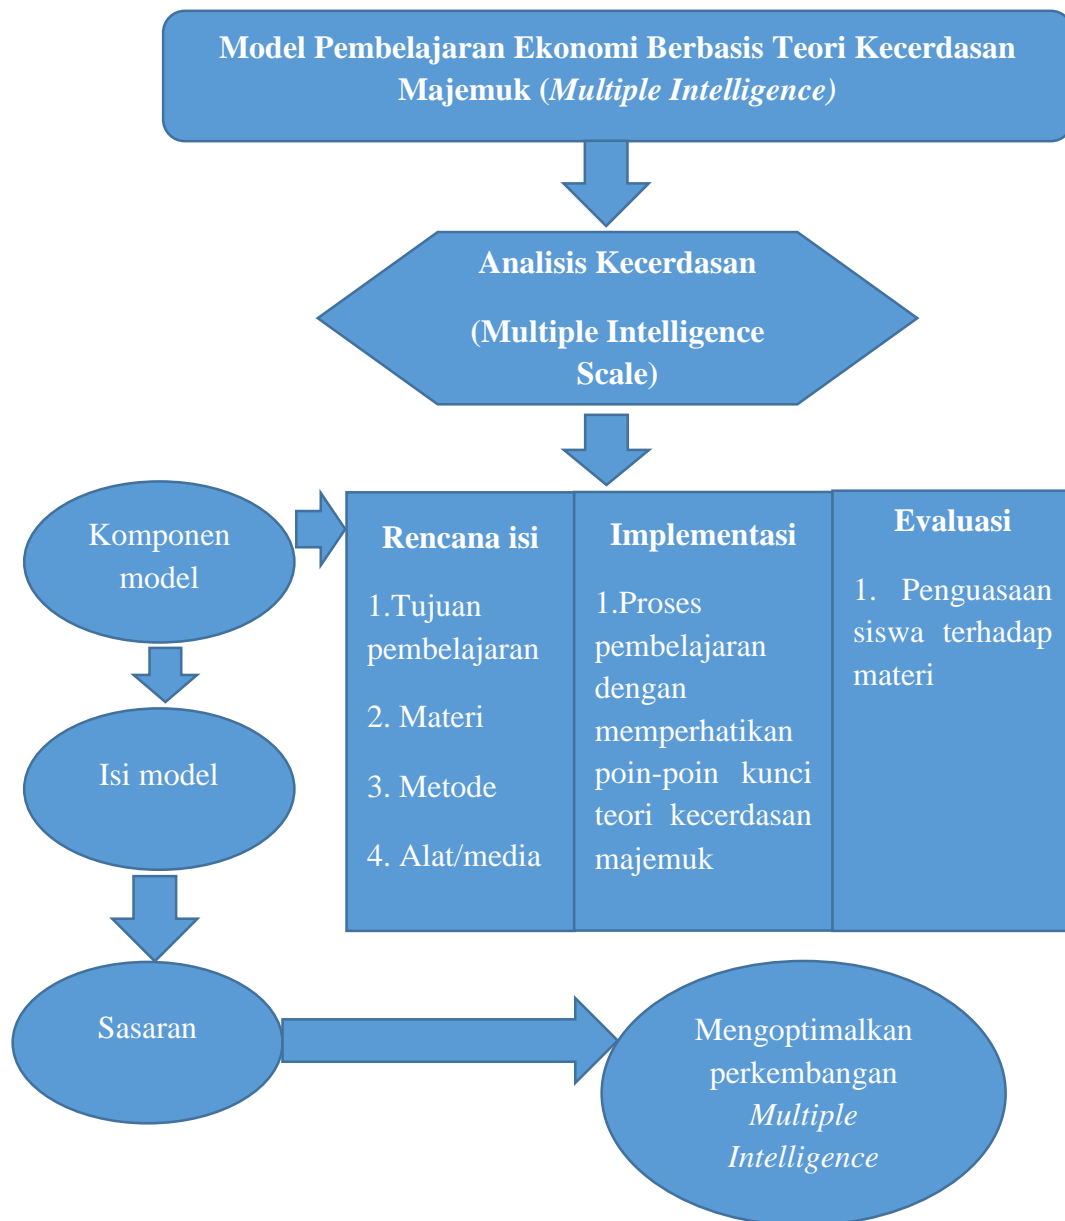 Model Pembelajaran Ekonomi Berbasis Teori Kecerdasan
Majemuk (Multiple Intelligence)
Analisis Kecerdasan
(Multiple Intelligence
Scale)
Komponen
model
Isi model
Sasaran
Rencana isi
1.Tujuan
pembelajaran
2. Materi
3. Metode
4. Alat/media
Implementasi
1.Proses
pembelajaran
dengan
memperhatikan
poin-poin kunci
teori kecerdasan
majemuk
Evaluasi
1. Penguasaan
siswa terhadap
materi
Mengoptimalkan
perkembangan
Multiple
Intelligence